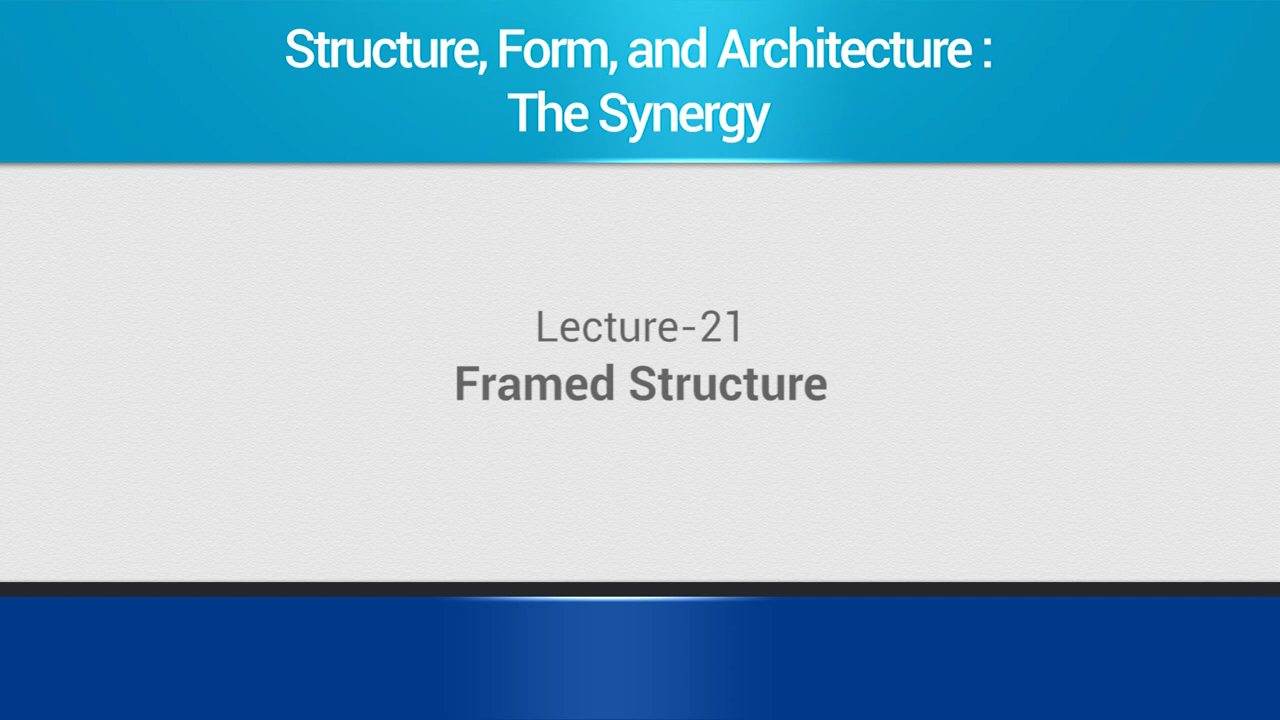 Structure, Form, and Architecture :
The Synergy
Lecture-21
Framed Structure